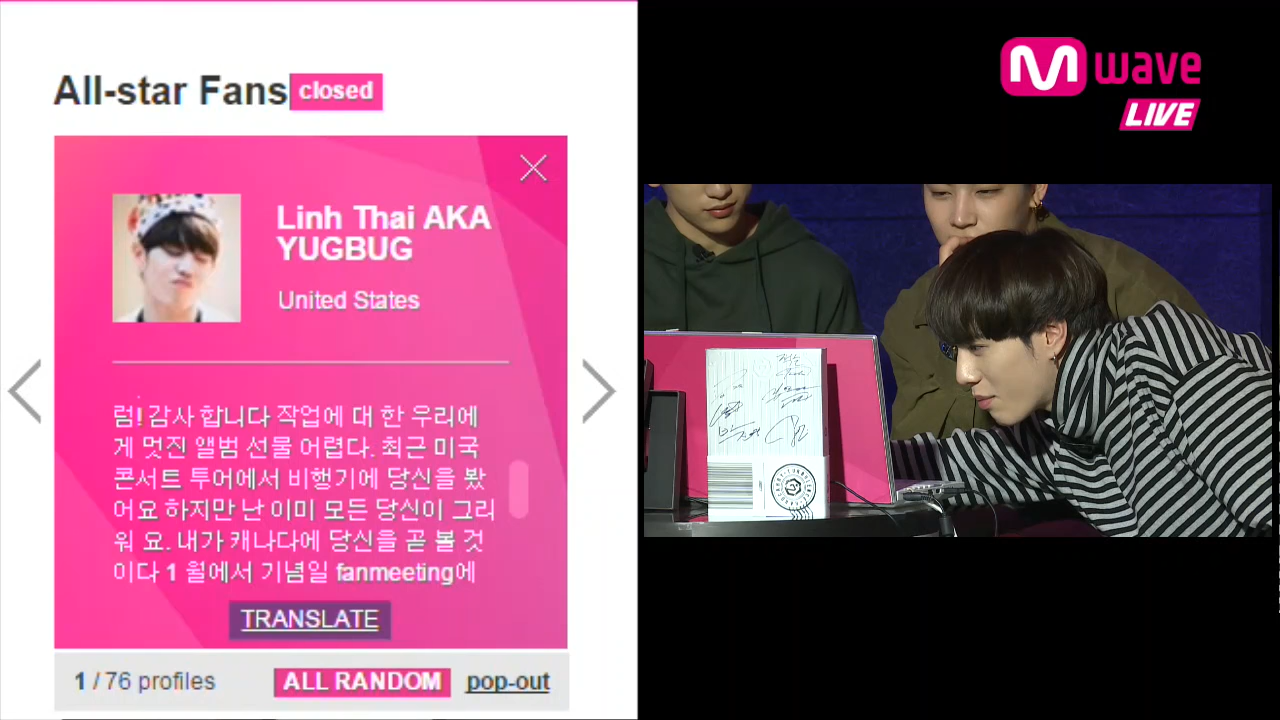 All-star Fans closed
Linh Thai AKA
YUGBUG
United States
럼! 감사 합니다 작업에 대 한 우리에
게 멋진 앨범 선물 어렵다. 최근 미국
콘서트 투어에서 비행기에 당신을 봤
어요 하지만 난 이미 모든 당신이 그리
워 요. 내가 캐나다에 당신을 곧 볼 것
이다 1 월에서 기념일 fanmeeting에
TRANSLATE
1 / 76 profiles ALL RANDOM pop-out
M wave
LIVE